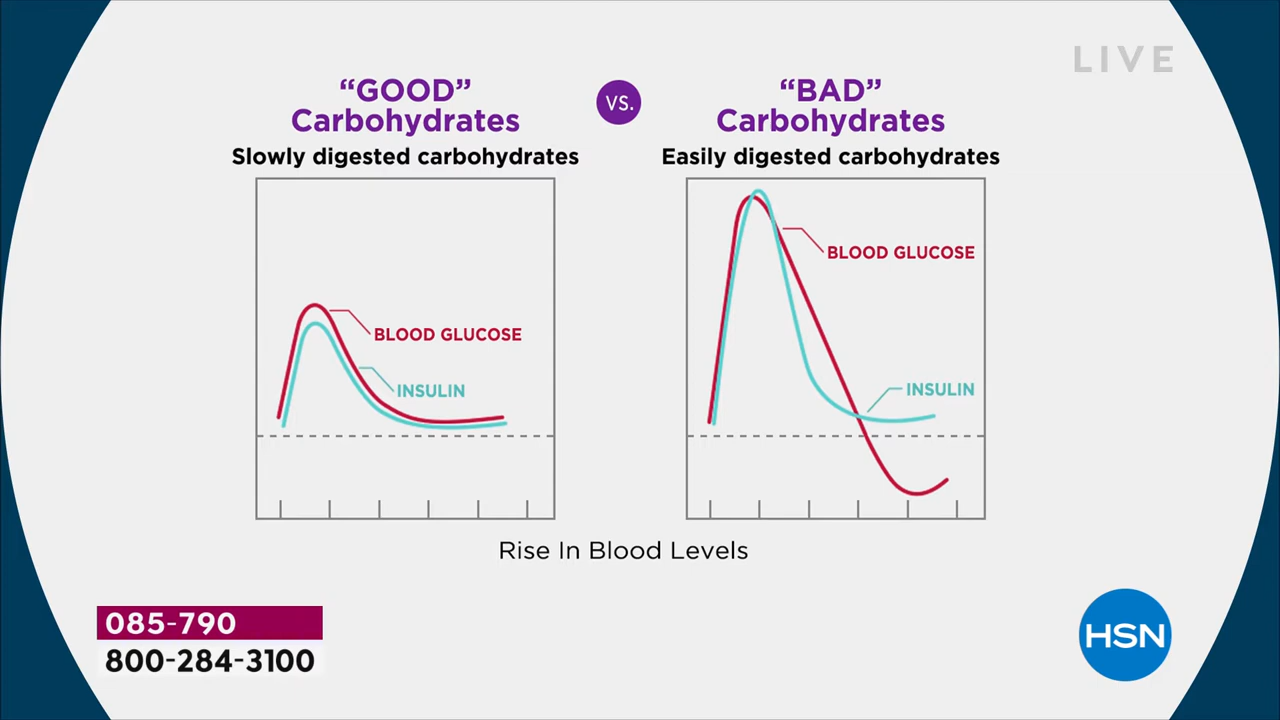 LIVE
“GOOD”
Carbohydrates
Slowly digested carbohydrates
VS.
“BAD”
Carbohydrates
Easily digested carbohydrates
BLOOD GLUCOSE
INSULIN
BLOOD GLUCOSE
INSULIN
Rise In Blood Levels
085-790
800-284-3100
HSN